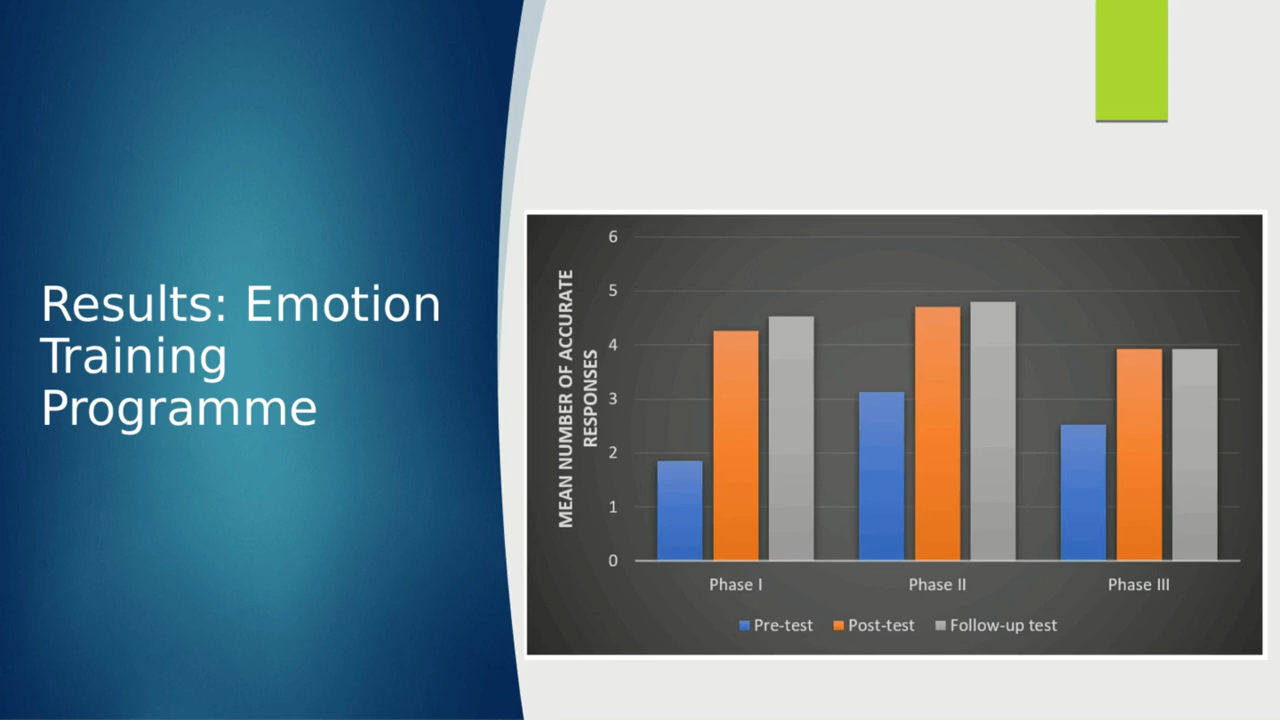 Results: Emotion
Training
Programme
MEAN NUMBER OF ACCURATE
RESPONSES
6
5
4
3
2
1
0
Phase I
Phase II
Phase III
Pre-test
Post-test
Follow-up test